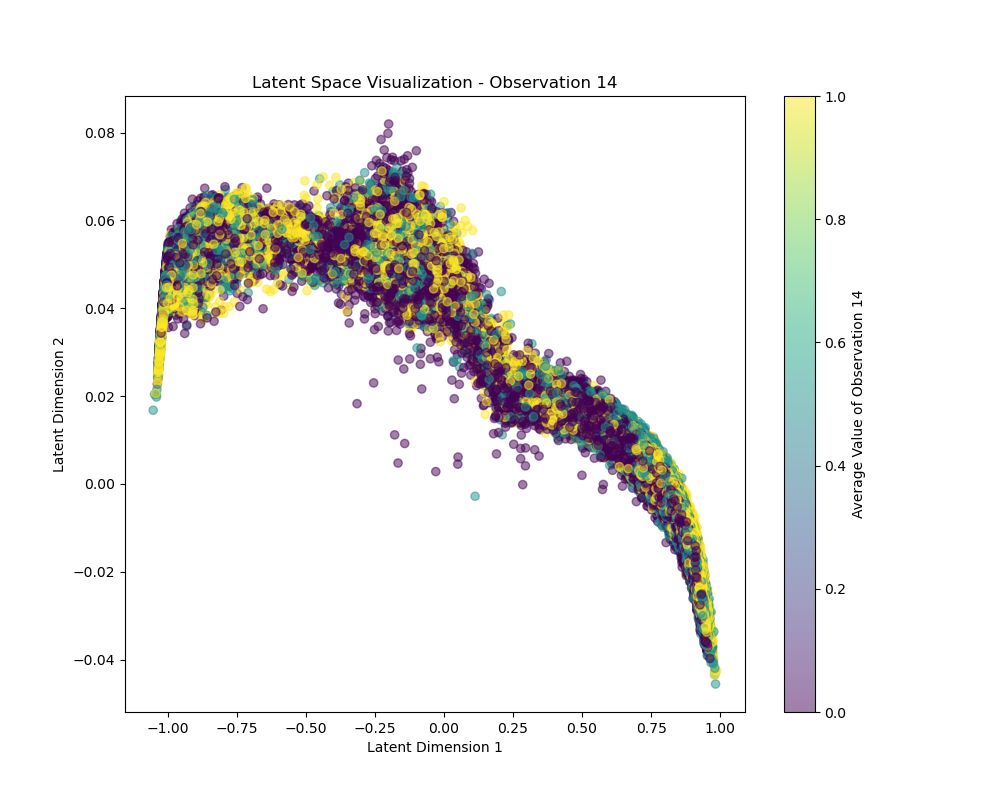 Latent Space Visualization - Observation 14
0.08
0.06
0.04
0.02
0.00
−0.02
−0.04
Latent Dimension 2
−1.00 −0.75 −0.50 −0.25 0.00 0.25 0.50 0.75 1.00
Latent Dimension 1
1.0
0.8
0.6
0.4
0.2
0.0
Average Value of Observation 14